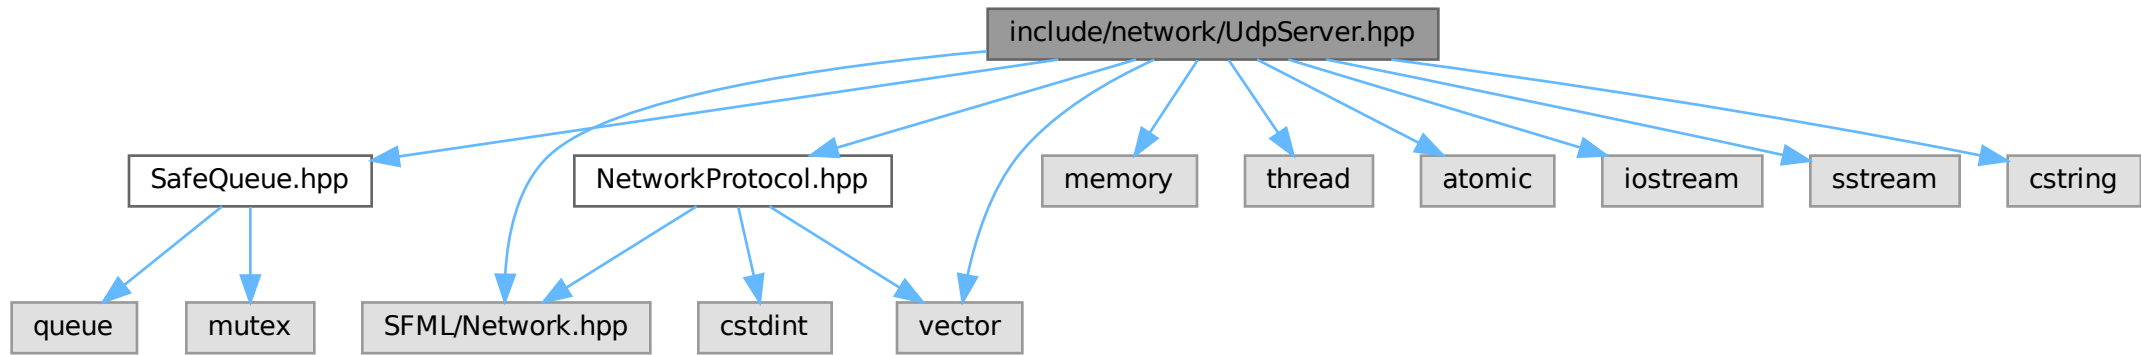 include/network/UdpServer.hpp
SafeQueue.hpp
NetworkProtocol.hpp
memory
thread
atomic
iostream
sstream
cstring
queue
mutex
SFML/Network.hpp
cstdint
vector